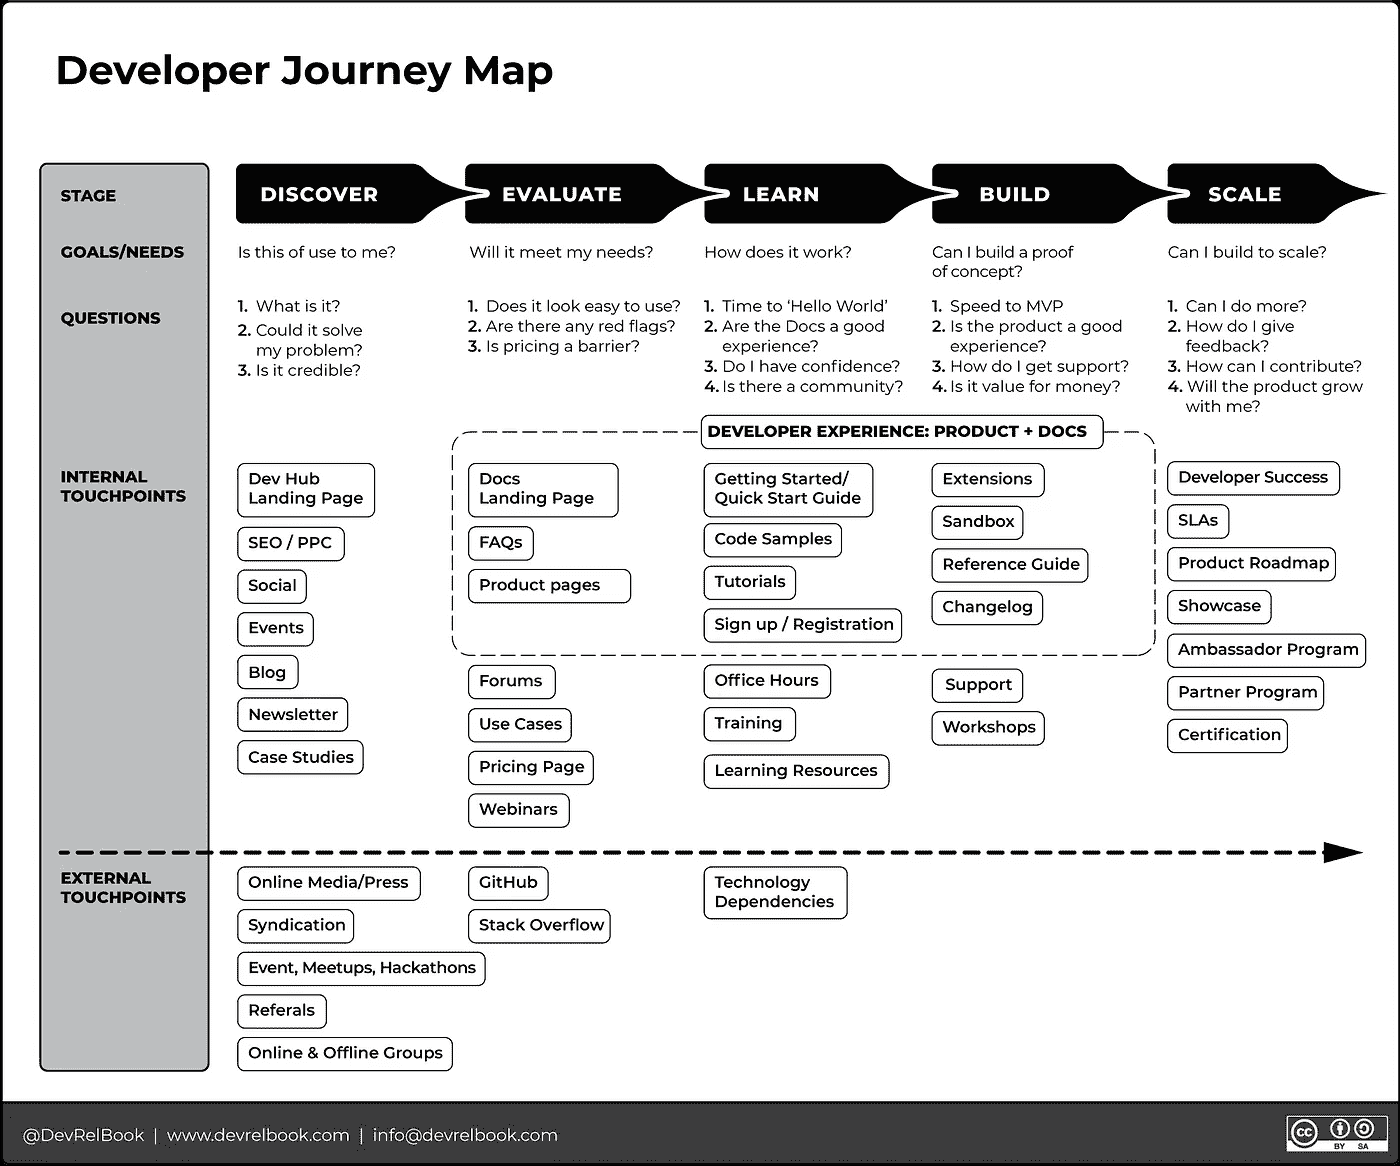 Developer Journey Map
STAGE
DISCOVER
EVALUATE
LEARN
BUILD
SCALE
GOALS/NEEDS
Is this of use to me?
Will it meet my needs?
How does it work?
Can I build a proof
of concept?
Can I build to scale?
QUESTIONS
1. What is it?
2. Could it solve
my problem?
3. Is it credible?
1. Does it look easy to use?
2. Are there any red flags?
3. Is pricing a barrier?
1. Time to ‘Hello World’
2. Are the Docs a good
experience?
3. Do I have confidence?
4. Is there a community?
1. Speed to MVP
2. Is the product a good
experience?
3. How do I get support?
4. Is it value for money?
1. Can I do more?
2. How do I give
feedback?
3. How can I contribute?
4. Will the product grow
with me?
DEVELOPER EXPERIENCE: PRODUCT + DOCS
INTERNAL
TOUCHPOINTS
Dev Hub
Landing Page
SEO / PPC
Social
Events
Blog
Newsletter
Case Studies
Docs
Landing Page
FAQs
Product pages
Forums
Use Cases
Pricing Page
Webinars
Getting Started/
Quick Start Guide
Code Samples
Tutorials
Sign up / Registration
Office Hours
Training
Learning Resources
Extensions
Sandbox
Reference Guide
Changelog
Support
Workshops
Developer Success
SLAs
Product Roadmap
Showcase
Ambassador Program
Partner Program
Certification
EXTERNAL
TOUCHPOINTS
Online Media/Press
Syndication
Event, Meetups, Hackathons
Referals
Online & Offline Groups
GitHub
Stack Overflow
Technology
Dependencies
@DevRelBook | www.devrelbook.com | info@devrelbook.com
cc
BY SA